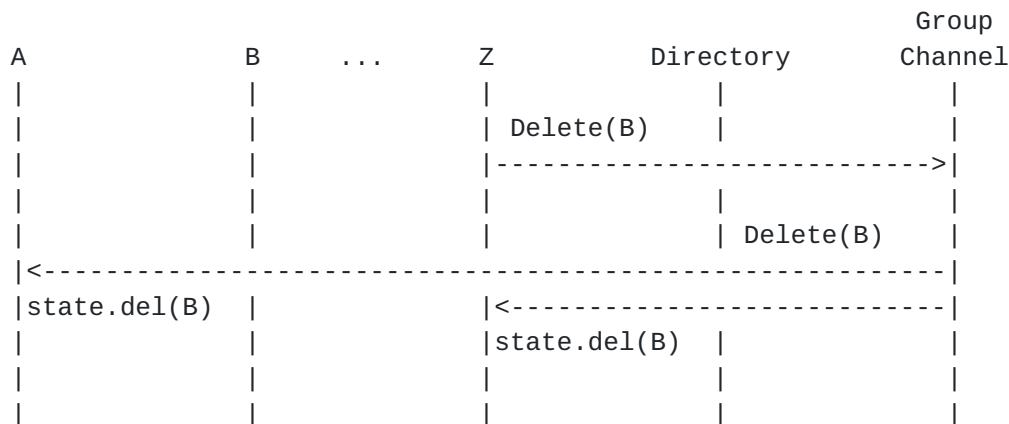 Group
A              B     ...      Z          Directory       Channel
|              |              |              |              |
|              |              | Delete(B)    |              |
|              |              |---------------------------->|
|              |              |              |              |
|              |              |              | Delete(B)    |
|<----------------------------------------------------------|
|state.del(B)  |              |<----------------------------|
|              |              |state.del(B)  |              |
|              |              |              |              |
|              |              |              |              |